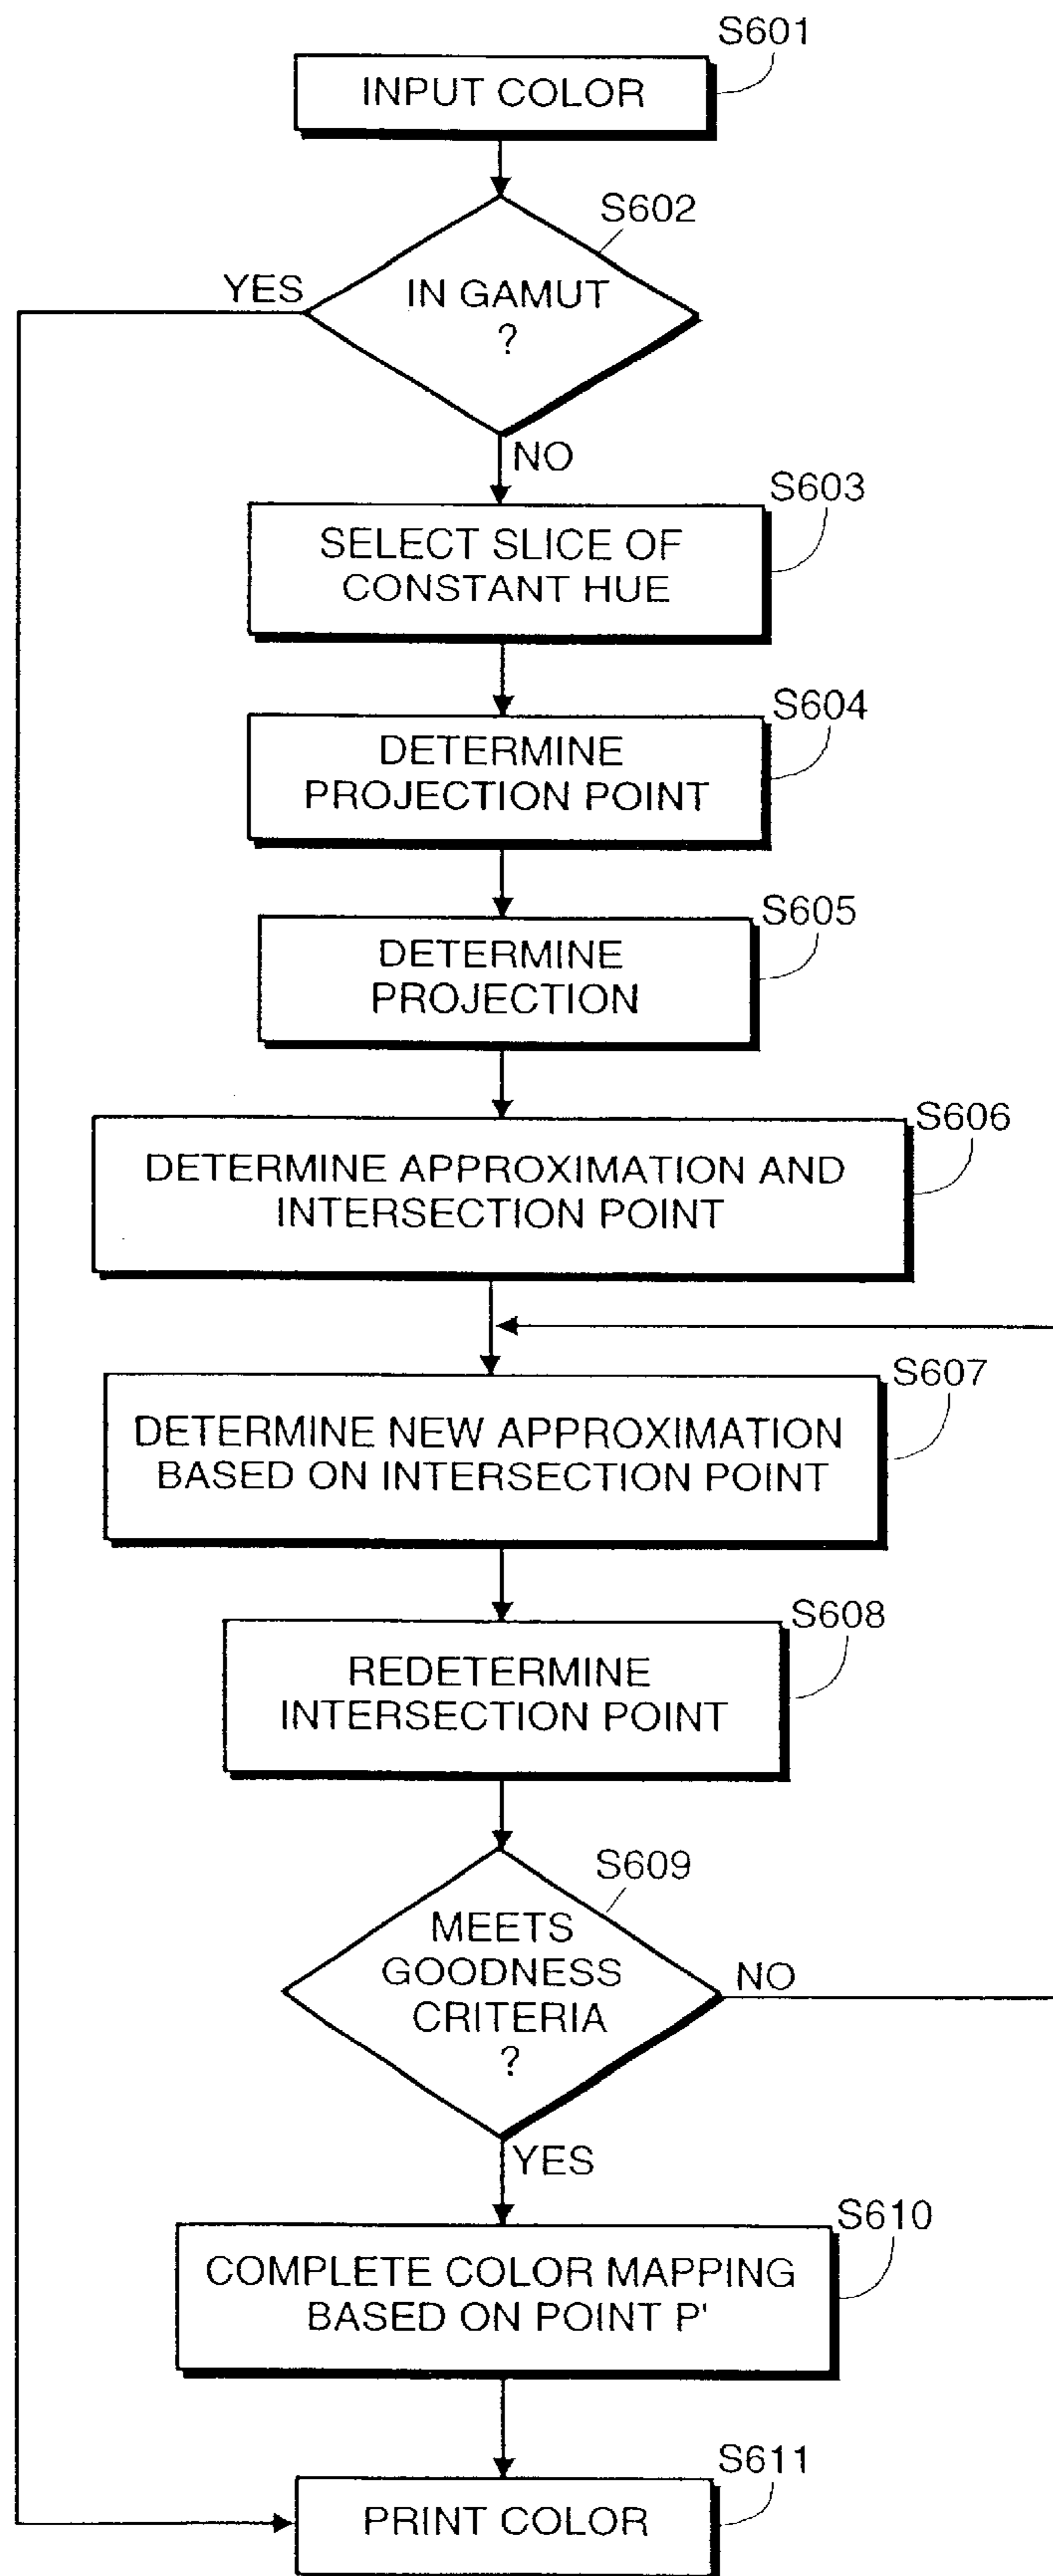 S601
INPUT COLOR
S602
YES
IN GAMUT
?
NO
S603
SELECT SLICE OF
CONSTANT HUE
S604
DETERMINE
PROJECTION POINT
S605
DETERMINE
PROJECTION
S606
DETERMINE APPROXIMATION AND
INTERSECTION POINT
S607
DETERMINE NEW APPROXIMATION
BASED ON INTERSECTION POINT
S608
REDETERMINE
INTERSECTION POINT
S609
MEETS
GOODNESS
CRITERIA
?
NO
YES
S610
COMPLETE COLOR MAPPING
BASED ON POINT P'
S611
PRINT COLOR